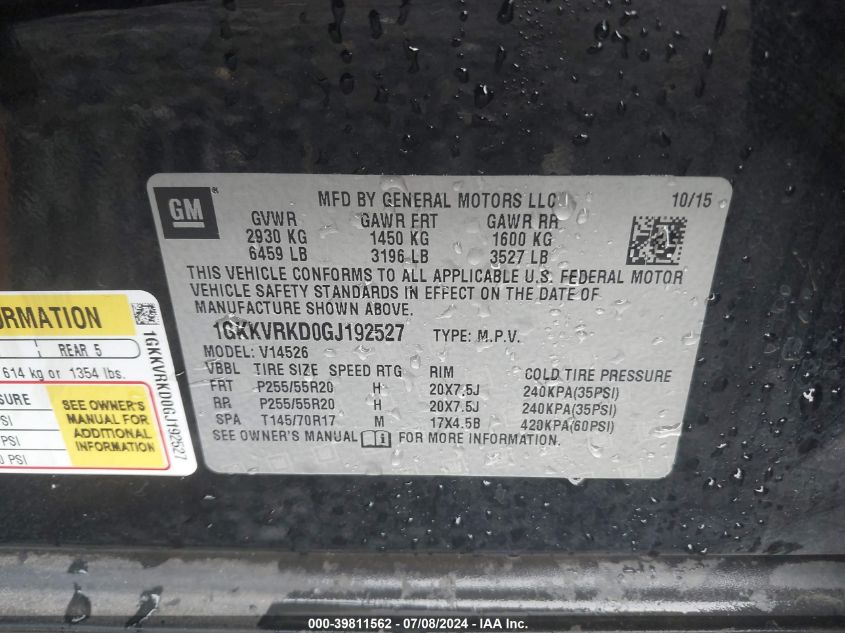 GM
®
MFD BY GENERAL MOTORS LLC
10/15
GVWR GAWR FRT GAWR RR
2930 KG 1450 KG 1600 KG
6459 LB 3196 LB 3527 LB
THIS VEHICLE CONFORMS TO ALL APPLICABLE U.S. FEDERAL MOTOR
VEHICLE SAFETY STANDARDS IN EFFECT ON THE DATE OF
MANUFACTURE SHOWN ABOVE.
1GKKVRKD0GJ192527 TYPE: M.P.V.
MODEL: V14526
VBBL TIRE SIZE SPEED RTG RIM COLD TIRE PRESSURE
FRT P255/55R20 H 20X7.5J 240KPA(35PSI)
RR P255/55R20 H 20X7.5J 240KPA(35PSI)
SPA T145/70R17 M 17X4.5B 420KPA(60PSI)
SEE OWNER'S MANUAL i FOR MORE INFORMATION.
ORMATION
REAR 5
614 kg or 1354 lbs.
SURE
SI
PSI
0 PSI
SEE OWNER'S
MANUAL FOR
ADDITIONAL
INFORMATION
1GKKVRKD0GJ192527
000-39811562 - 07/08/2024 - IAA Inc.